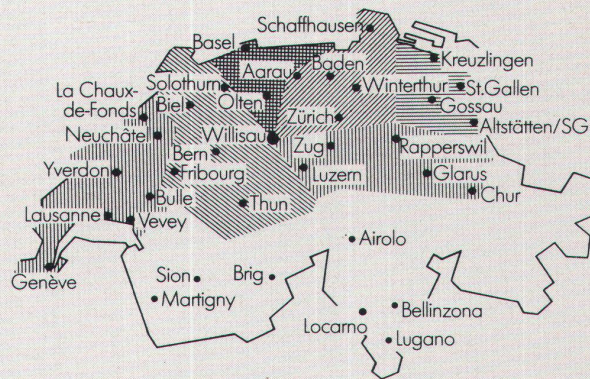 Schaffhausen
Basel
Kreuzlingen
Aarau
Baden
La Chaux-
de-Fonds
Solothurn
Winterthur
St.Gallen
Biel
Olten
Gossau
Zürich
Altstätten/SG
Neuchâtel
Willisau
Bern
Zug
Rapperswil
Yverdon
Fribourg
Luzern
Glarus
Bulle
Thun
Chur
Lausanne
Vevey
Airolo
Genève
Sion
Brig
Martigny
Bellinzona
Locarno
Lugano